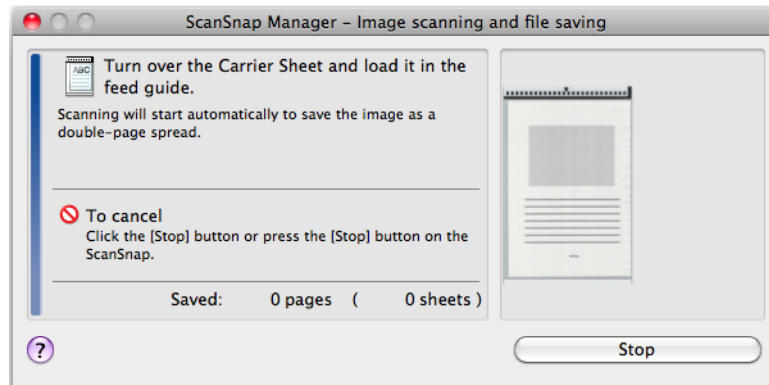 ScanSnap Manager – Image scanning and file saving
ABC
Turn over the Carrier Sheet and load it in the
feed guide.
Scanning will start automatically to save the image as a
double-page spread.
To cancel
Click the [Stop] button or press the [Stop] button on the
ScanSnap.
Saved: 0 pages ( 0 sheets )
?
Stop